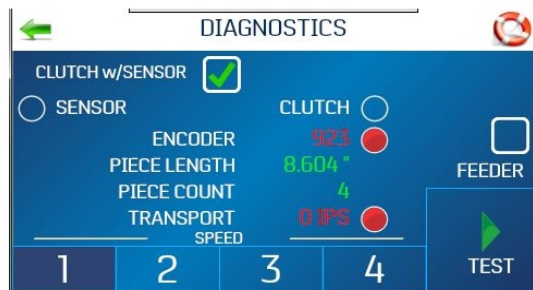 DIAGNOSTICS
CLUTCH w/SENSOR
SENSOR CLUTCH
ENCODER 923
PIECE LENGTH 8.604 "
FEEDER
PIECE COUNT 4
TRANSPORT 0 IPS
SPEED
1 2 3 4 TEST